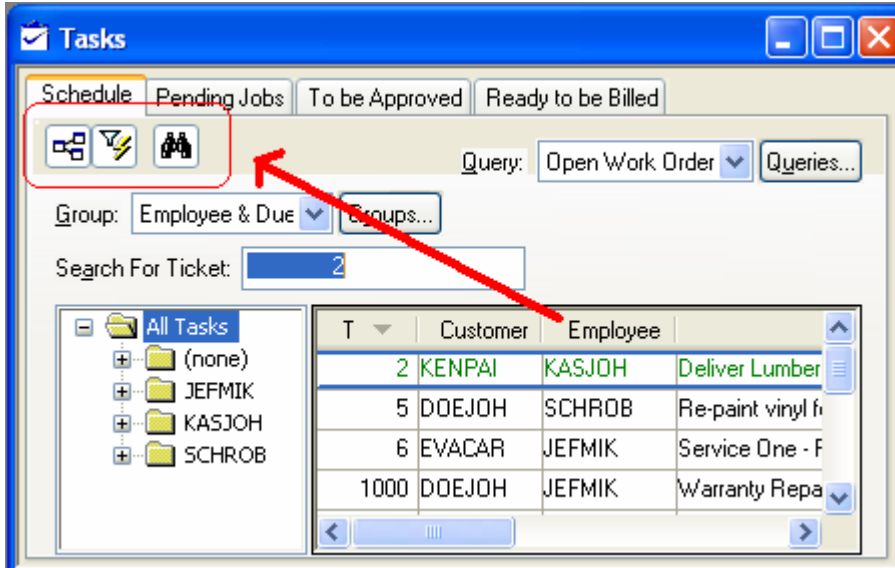 Tasks
Schedule Pending Jobs To be Approved Ready to be Billed
Query: Open Work Order Queries...
Group: Employee & Due Groups...
Search For Ticket: 2
All Tasks
(none)
JEFMIK
KASJOH
SCHROB
T Customer Employee
2 KENPAI KASJOH Deliver Lumber
5 DOEJOH SCHROB Re-paint vinyl f
6 EVACAR JEFMIK Service One - F
1000 DOEJOH JEFMIK Warranty Repa